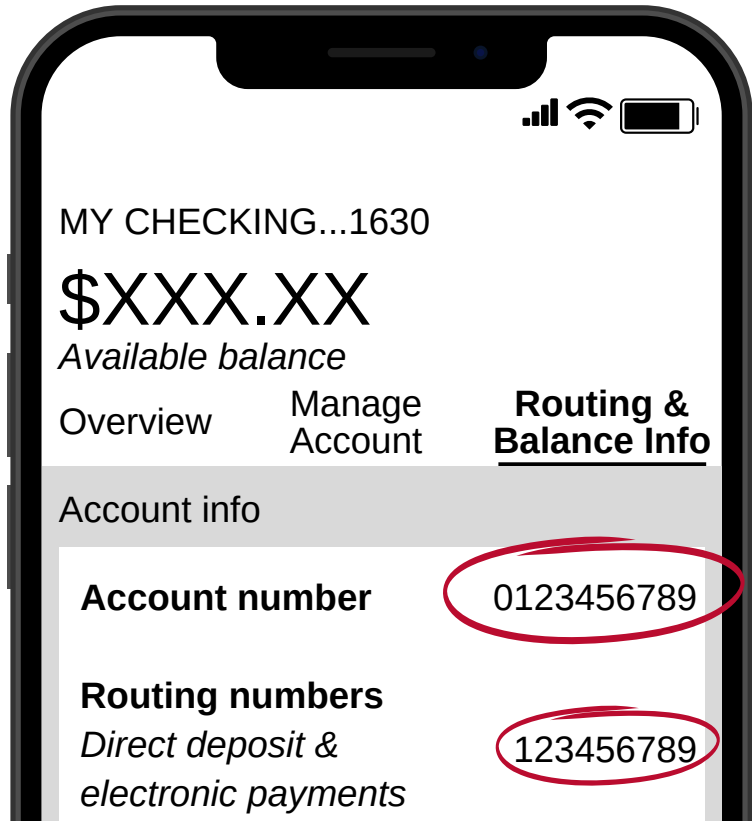 MY CHECKING...1630
$XXX.XX
Available balance
Overview
Manage
Account
Routing &
Balance Info
Account info
Account number 0123456789
Routing numbers
Direct deposit & 123456789
electronic payments